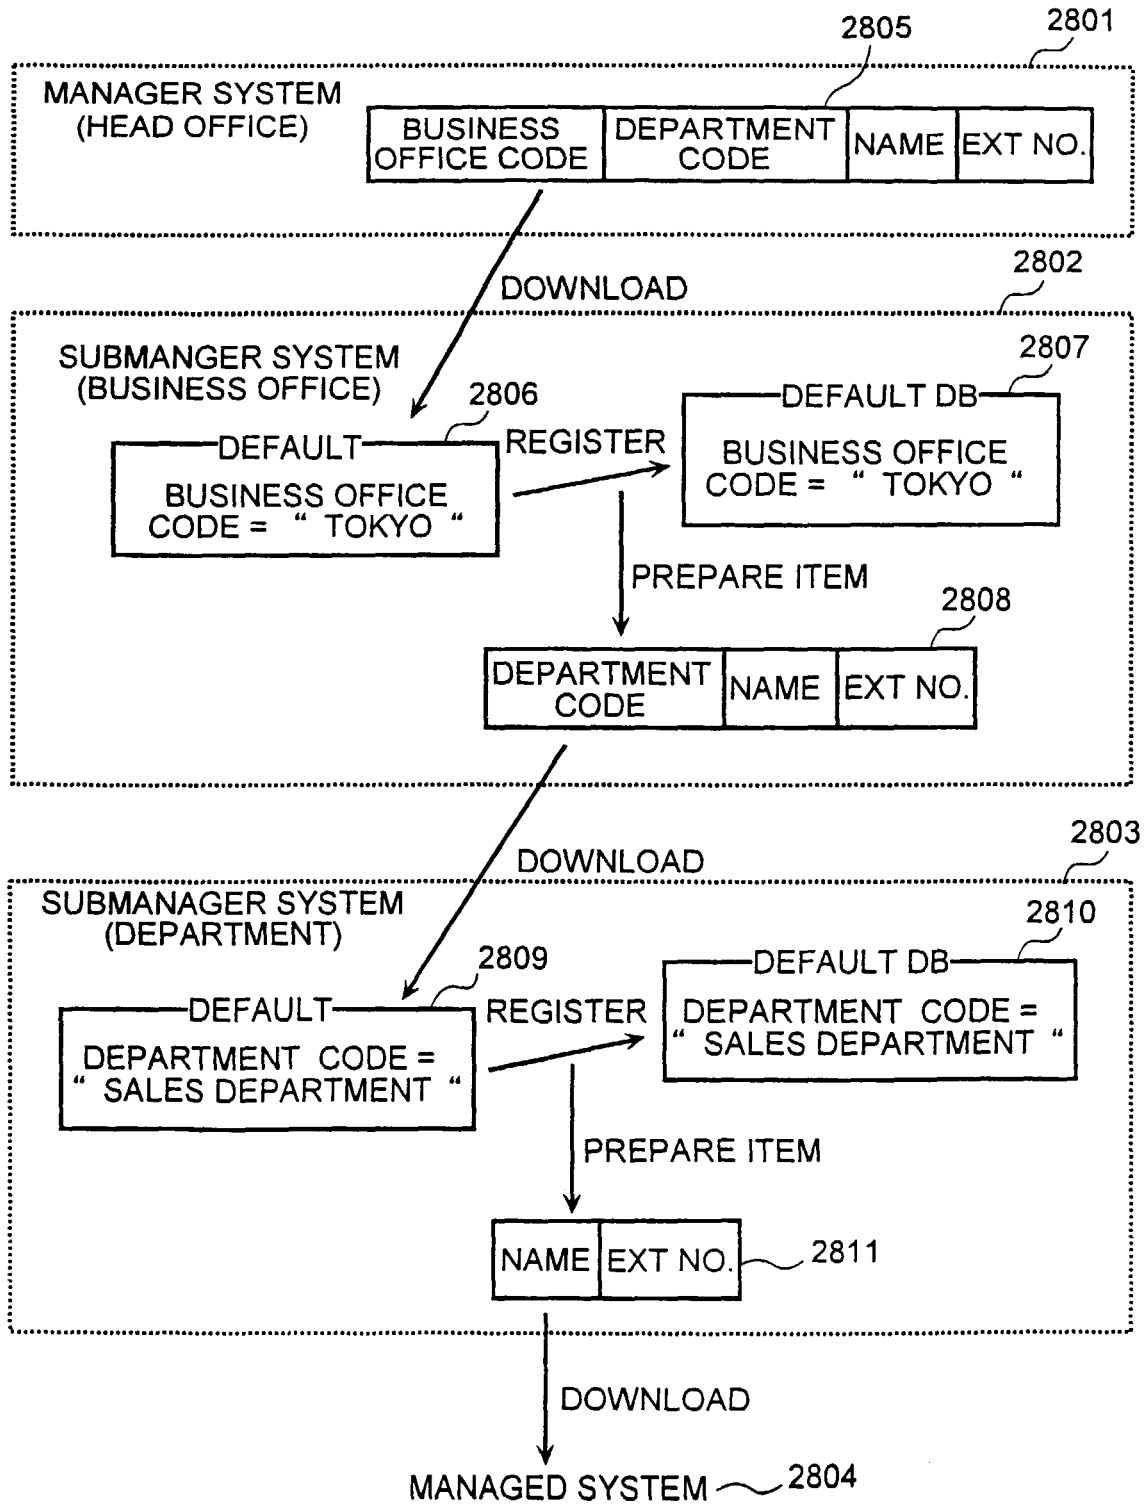 2801
2805
MANAGER SYSTEM
(HEAD OFFICE)
BUSINESS
OFFICE CODE
DEPARTMENT
CODE
NAME
EXT NO.
DOWNLOAD
2802
SUBMANGER SYSTEM
(BUSINESS OFFICE)
2806
DEFAULT
BUSINESS OFFICE
CODE = “ TOKYO “
REGISTER
2807
DEFAULT DB
BUSINESS OFFICE
CODE = “ TOKYO “
PREPARE ITEM
2808
DEPARTMENT
CODE
NAME
EXT NO.
DOWNLOAD
2803
SUBMANAGER SYSTEM
(DEPARTMENT)
2809
DEFAULT
DEPARTMENT CODE =
“ SALES DEPARTMENT “
REGISTER
2810
DEFAULT DB
DEPARTMENT CODE =
“ SALES DEPARTMENT “
PREPARE ITEM
NAME
EXT NO.
2811
DOWNLOAD
MANAGED SYSTEM
2804